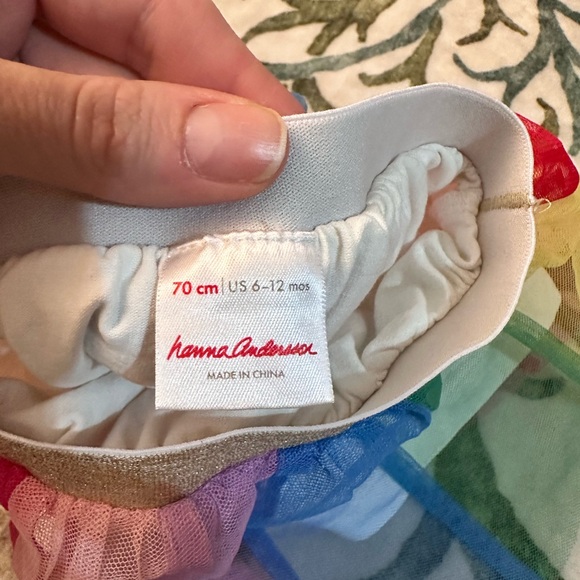 70 cm | US 6–12 mos
hanna Andersson
MADE IN CHINA